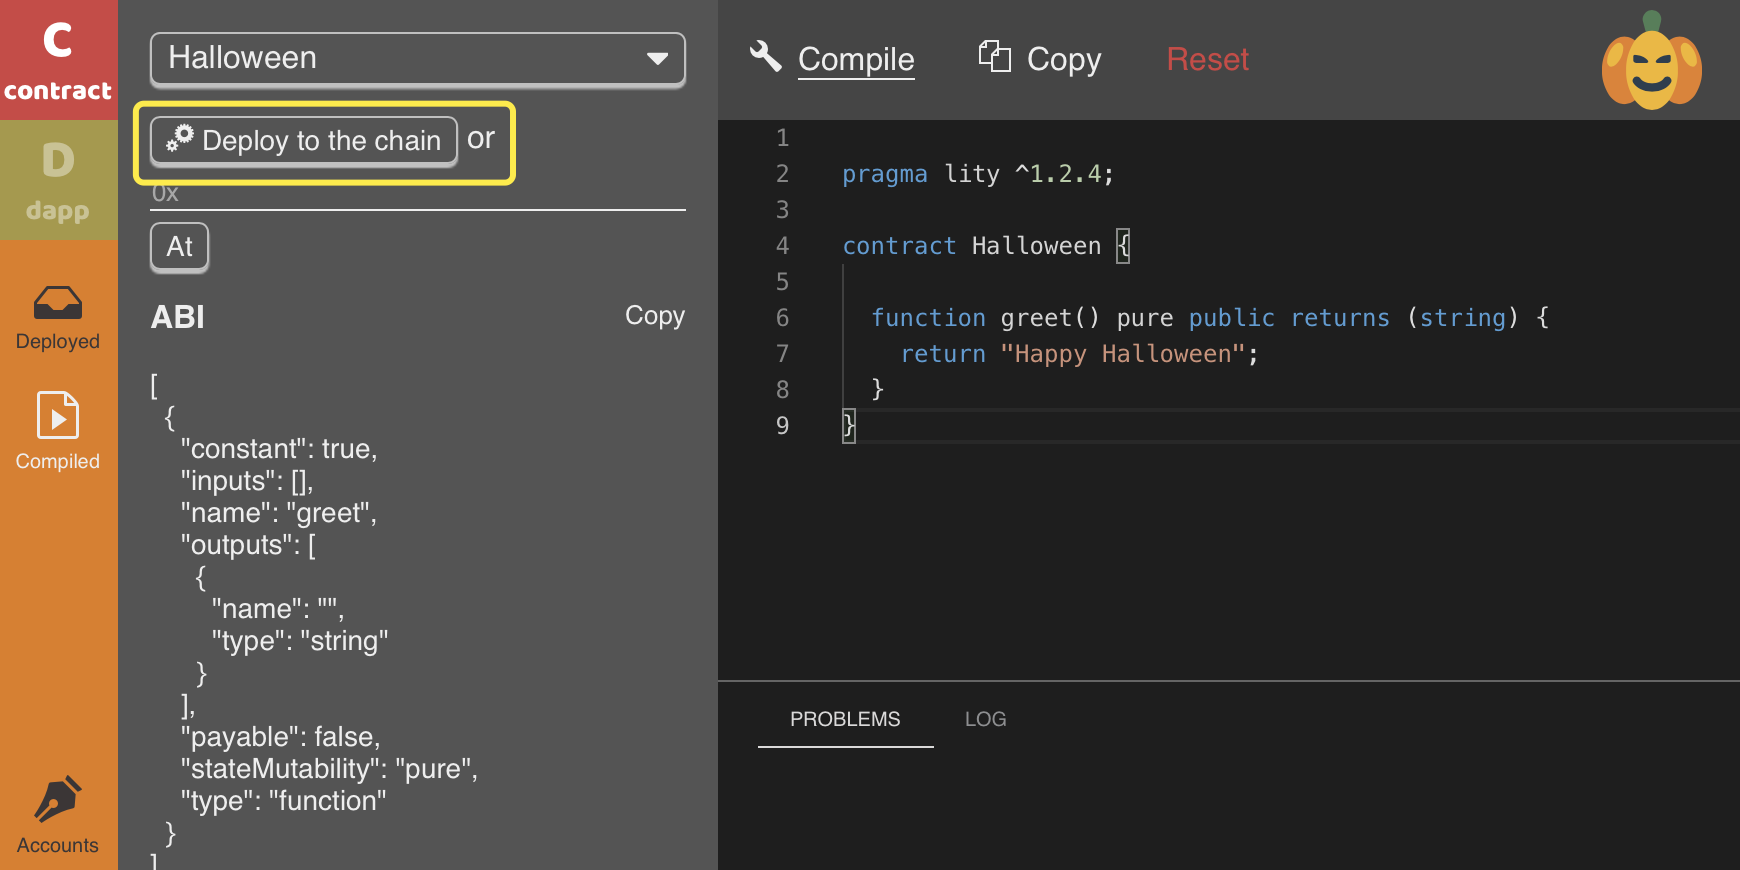 C
contract
D
dapp
Deployed
Compiled
Accounts
Halloween
Deploy to the chain or
0x
At
ABI Copy
[
{
"constant": true,
"inputs": [],
"name": "greet",
"outputs": [
{
"name": "",
"type": "string"
}
],
"payable": false,
"stateMutability": "pure",
"type": "function"
}
]
Compile Copy Reset
1
2 pragma lity ^1.2.4;
3
4 contract Halloween {
5
6 function greet() pure public returns (string) {
7 return "Happy Halloween";
8 }
9 }
PROBLEMS LOG